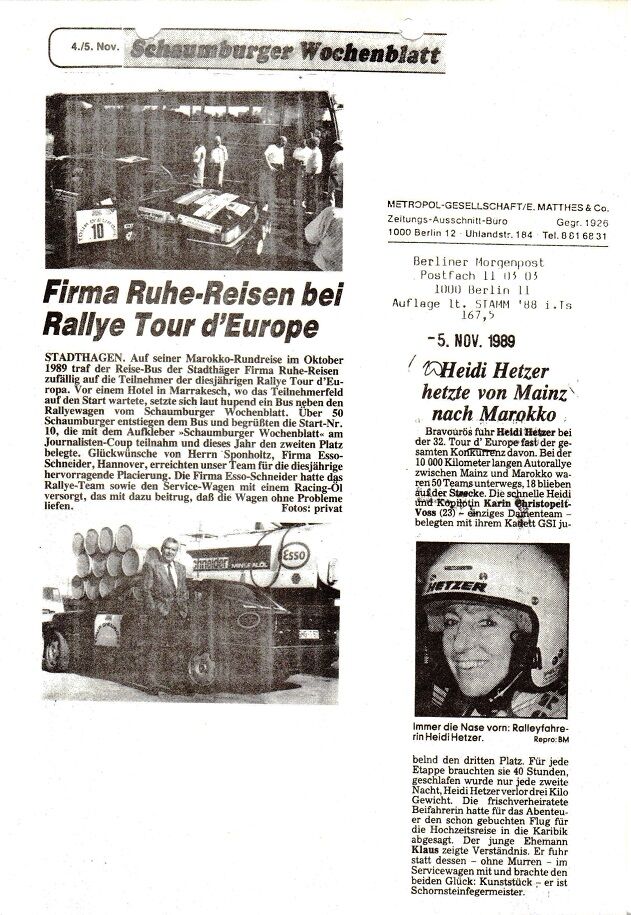 4./5. Nov. Schaumburger Wochenblatt
10
Firma Ruhe-Reisen bei
Rallye Tour d'Europe
STADTHAGEN. Auf seiner Marokko-Rundreise im Oktober
1989 traf der Reise-Bus der Stadthäger Firma Ruhe-Reisen
zufällig auf die Teilnehmer der diesjährigen Rallye Tour d'Eu-
ropa. Vor einem Hotel in Marrakesch, wo das Teilnehmerfeld
auf den Start wartete, setzte sich laut hupend ein Bus neben den
Rallyewagen vom Schaumburger Wochenblatt. Über 50
Schaumburger entstiegen dem Bus und begrüßten die Start-Nr.
10, die mit dem Aufkleber »Schaumburger Wochenblatt« am
Journalisten-Coup teilnahm und dieses Jahr den zweiten Platz
belegte. Glückwünsche von Herrn Sponholtz, Firma Esso-
Schneider, Hannover, erreichten unser Team für die diesjährige
hervorragende Placierung. Die Firma Esso-Schneider hatte das
Rallye-Team sowie den Service-Wagen mit einem Racing-Öl
versorgt, das mit dazu beitrug, daß die Wagen ohne Probleme
liefen. Fotos: privat
Schneider MINERALÖL Esso
METROPOL-GESELLSCHAFT/E. MATTHES & Co.
Zeitungs-Ausschnitt-Büro Gegr. 1926
1000 Berlin 12 · Uhlandstr. 184 · Tel. 8 81 68 31
Berliner Morgenpost
Postfach 11 03 03
1000 Berlin 11
Auflage lt. STAMM '88 i.Ts
167,5
-5. NOV. 1989
Heidi Hetzer
hetzte von Mainz
nach Marokko
Bravourös fuhr Heidi Hetzer bei
der 32. Tour d' Europe fast der ge-
samten Konkurrenz davon. Bei der
10 000 Kilometer langen Autorallye
zwischen Mainz und Marokko wa-
ren 50 Teams unterwegs, 18 blieben
auf der Strecke. Die schnelle Heidi
und Kopilotin Karin Christopeit-
Voss (23) – einziges Damenteam –
belegten mit ihrem Kadett GSI ju-
HETZER
Immer die Nase vorn: Ralleyfahre-
rin Heidi Hetzer. Repro: BM
belnd den dritten Platz. Für jede
Etappe brauchten sie 40 Stunden,
geschlafen wurde nur jede zweite
Nacht, Heidi Hetzer verlor drei Kilo
Gewicht. Die frischverheiratete
Beifahrerin hatte für das Abenteu-
er den schon gebuchten Flug für
die Hochzeitsreise in die Karibik
abgesagt. Der junge Ehemann
Klaus zeigte Verständnis. Er fuhr
statt dessen – ohne Murren – im
Servicewagen mit und brachte den
beiden Glück: Kunststück – er ist
Schornsteinfegermeister.